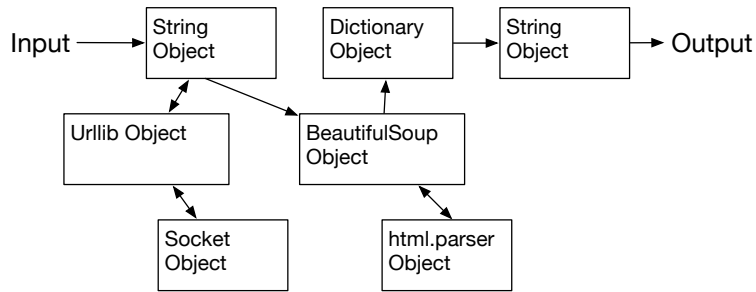 Input
String
Object
Dictionary
Object
String
Object
Output
Urllib Object
BeautifulSoup
Object
Socket
Object
html.parser
Object